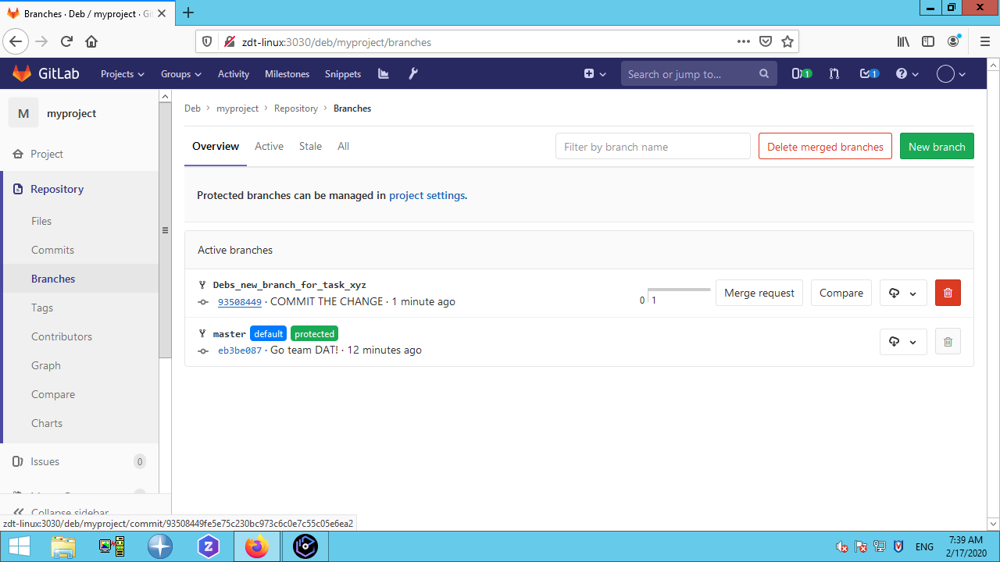 Branches · Deb / myproject · Git
zdt-linux:3030/deb/myproject/branches
GitLab
Projects
Groups
Activity
Milestones
Snippets
Search or jump to...
1
1
M
myproject
Project
Repository
Files
Commits
Branches
Tags
Contributors
Graph
Compare
Charts
Issues
0
Collapse sidebar
Deb > myproject > Repository > Branches
Overview
Active
Stale
All
Filter by branch name
Delete merged branches
New branch
Protected branches can be managed in project settings.
Active branches
Debs_new_branch_for_task_xyz
93508449 · COMMIT THE CHANGE · 1 minute ago
0
1
Merge request
Compare
master default protected
eb3be087 · Go team DAT! · 12 minutes ago
zdt-linux:3030/deb/myproject/commit/93508449fe5e75c230bc973c6c0e7c55c05e6ea2
ENG
7:39 AM
2/17/2020